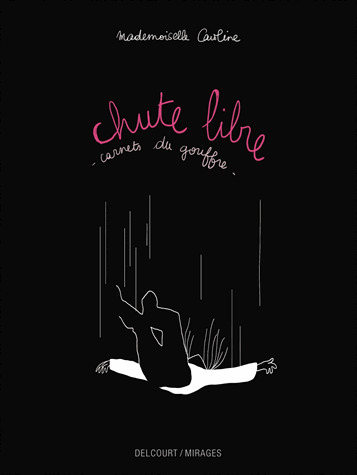 Mademoiselle Caroline
chute libre
- carnets du gouffre -
DELCOURT / MIRAGES